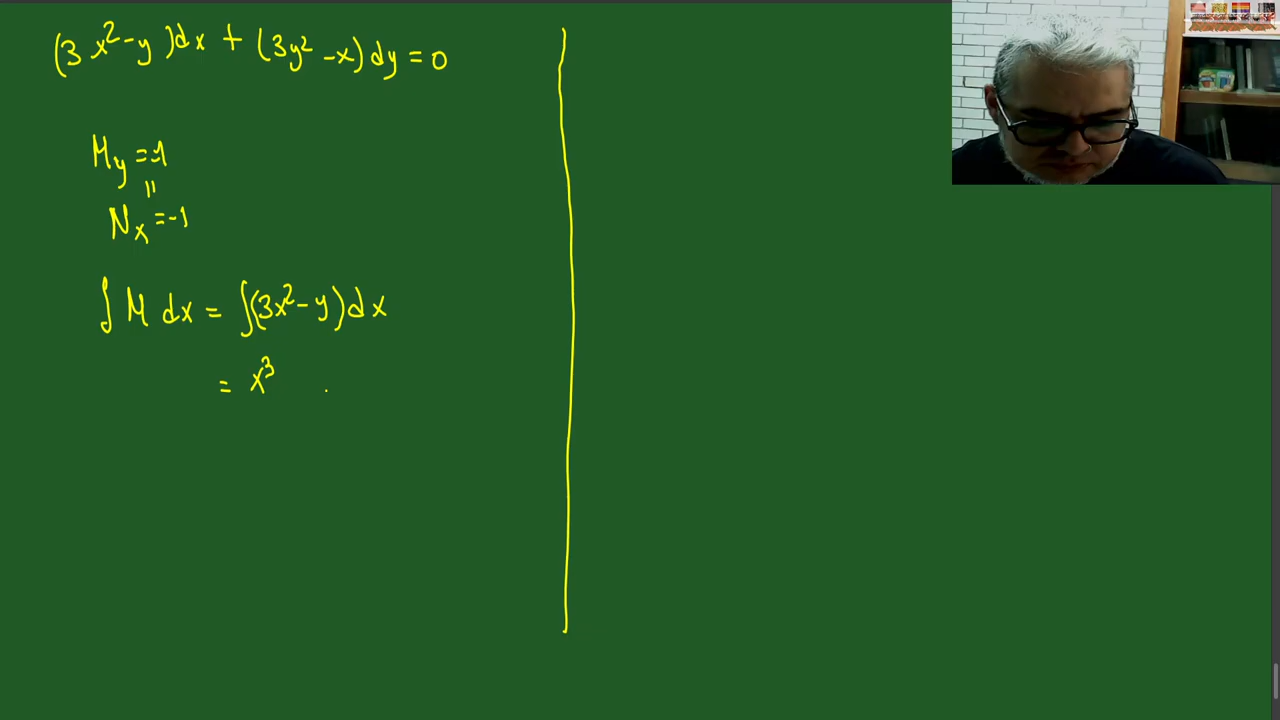 (3x²-y)dx + (3y²-x)dy=0
My=-1
=
Nx=-1
∫M dx = ∫(3x²-y)dx
= x³